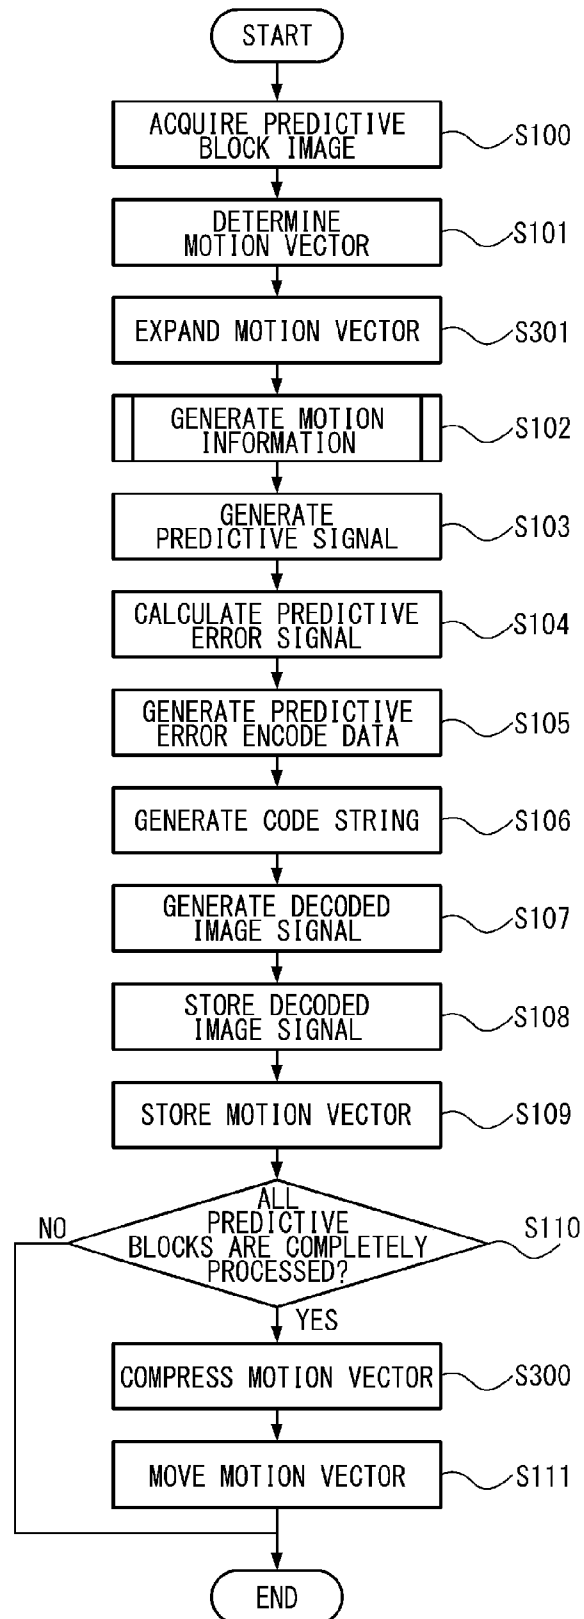 START
ACQUIRE PREDICTIVE
BLOCK IMAGE
S100
DETERMINE
MOTION VECTOR
S101
EXPAND MOTION VECTOR
S301
GENERATE MOTION
INFORMATION
S102
GENERATE
PREDICTIVE SIGNAL
S103
CALCULATE PREDICTIVE
ERROR SIGNAL
S104
GENERATE PREDICTIVE
ERROR ENCODE DATA
S105
GENERATE CODE STRING
S106
GENERATE DECODED
IMAGE SIGNAL
S107
STORE DECODED
IMAGE SIGNAL
S108
STORE MOTION VECTOR
S109
ALL
PREDICTIVE
BLOCKS ARE COMPLETELY
PROCESSED?
S110
NO
YES
COMPRESS MOTION VECTOR
S300
MOVE MOTION VECTOR
S111
END